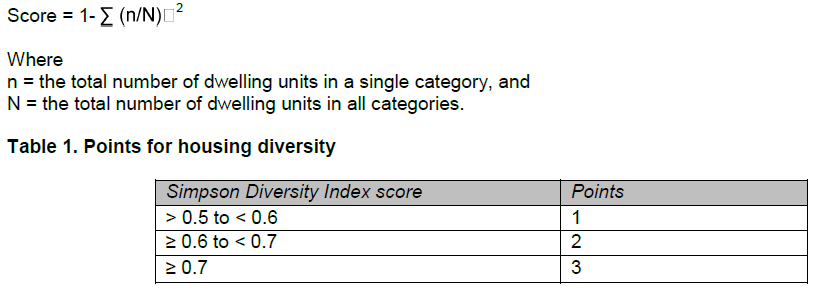 Score = 1- ∑ (n/N)□²
Where
n = the total number of dwelling units in a single category, and
N = the total number of dwelling units in all categories.
Table 1. Points for housing diversity
Simpson Diversity Index score Points
> 0.5 to < 0.6 1
≥ 0.6 to < 0.7 2
≥ 0.7 3